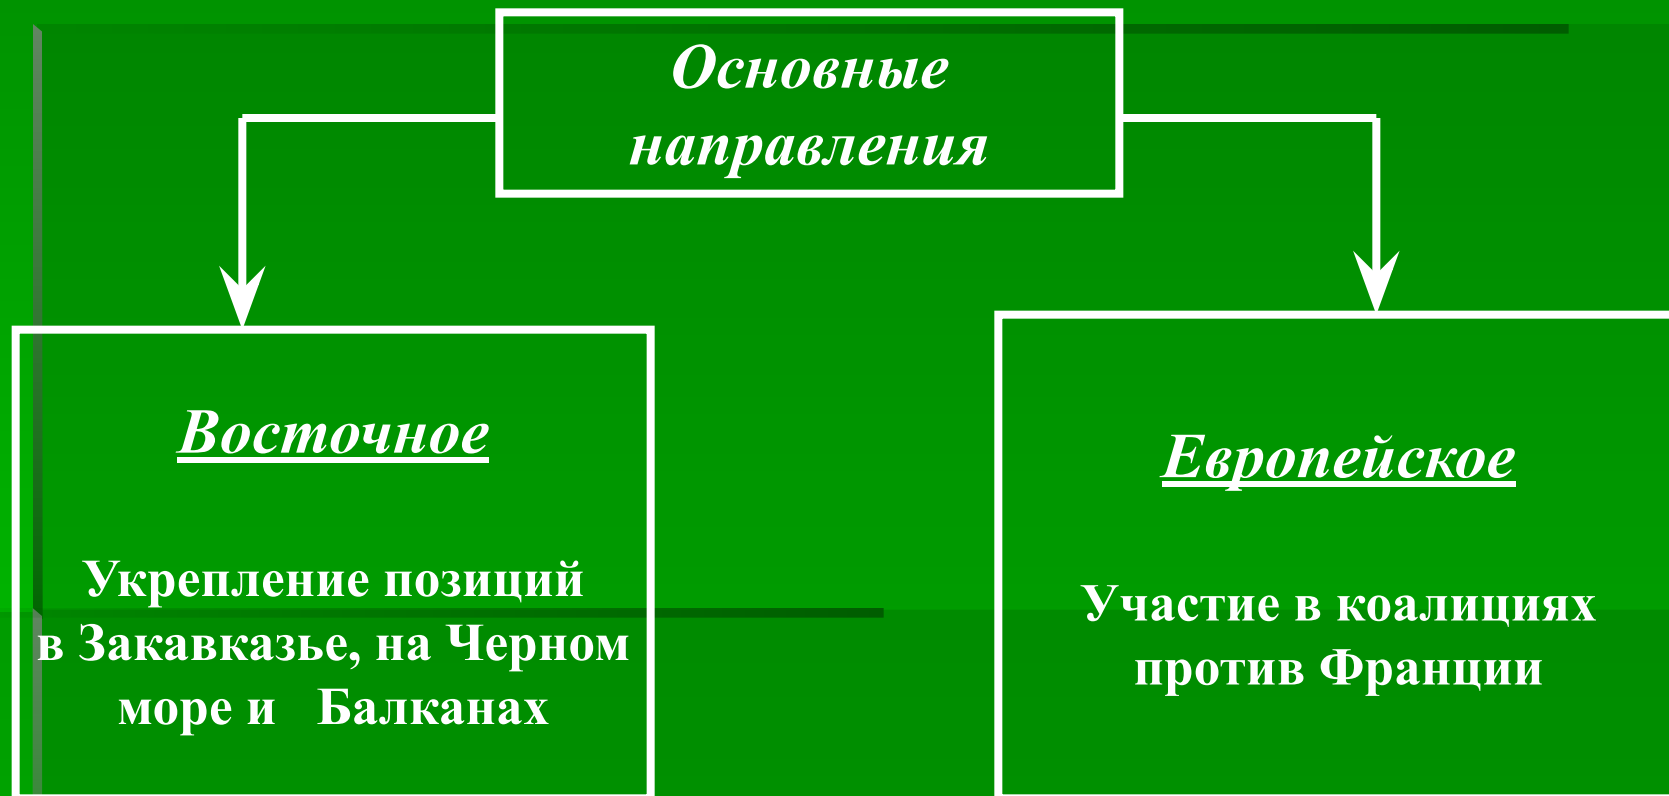 Основные
направления
Восточное
Укрепление позиций
в Закавказье, на Черном
море и Балканах
Европейское
Участие в коалициях
против Франции